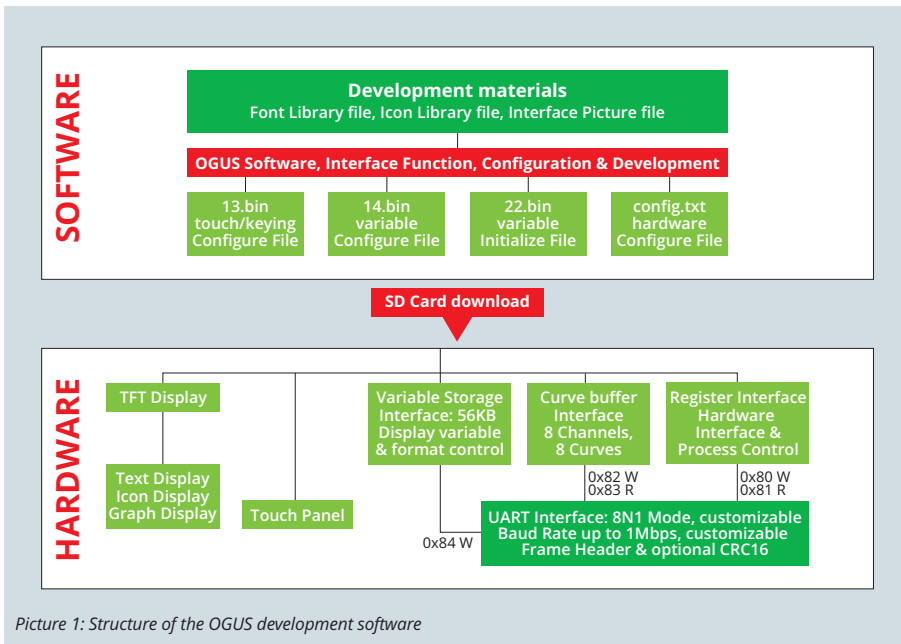 SOFTWARE
Development materials
Font Library file, Icon Library file, Interface Picture file
OGUS Software, Interface Function, Configuration & Development
13.bin
touch/keying
Configure File
14.bin
variable
Configure File
22.bin
variable
Initialize File
config.txt
hardware
Configure File
SD Card download
HARDWARE
TFT Display
Text Display
Icon Display
Graph Display
Touch Panel
Variable Storage
Interface: 56KB
Display variable
& format control
Curve buffer
Interface
8 Channels,
8 Curves
Register Interface
Hardware
Interface &
Process Control
0x82 W
0x83 R
0x80 W
0x81 R
0x84 W
UART Interface: 8N1 Mode, customizable
Baud Rate up to 1Mbps, customizable
Frame Header & optional CRC16
Picture 1: Structure of the OGUS development software